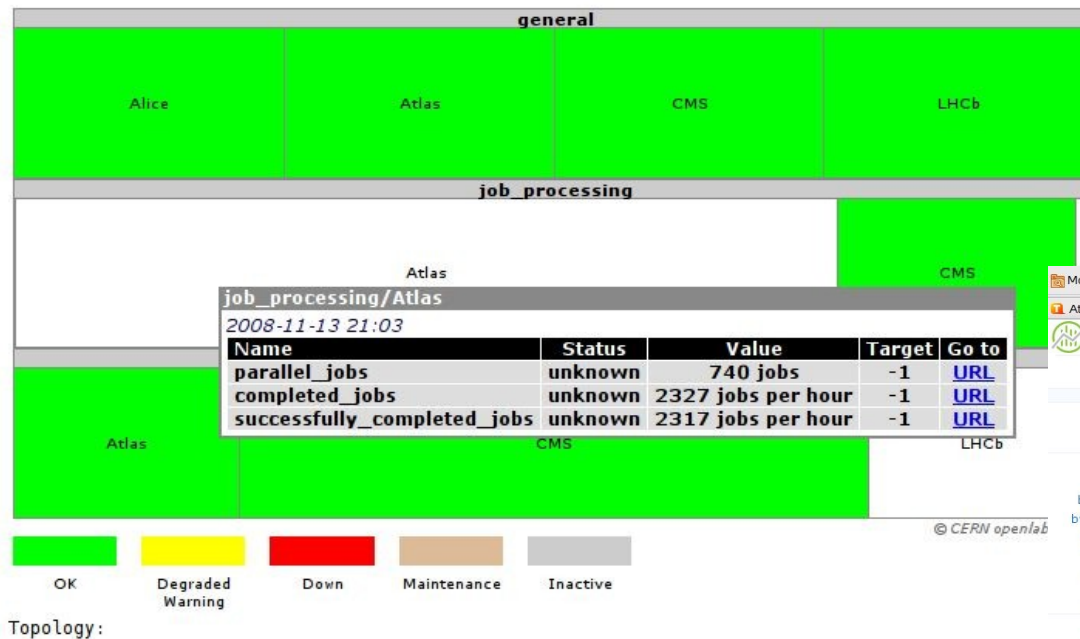 general
Alice Atlas CMS LHCb
job_processing
Atlas CMS
job_processing/Atlas
2008-11-13 21:03
Name Status Value Target Go to
parallel_jobs unknown 740 jobs -1 URL
completed_jobs unknown 2327 jobs per hour -1 URL
successfully_completed_jobs unknown 2317 jobs per hour -1 URL
Atlas CMS LHCb
© CERN openlab
OK Degraded Down Maintenance Inactive
Warning
Topology: